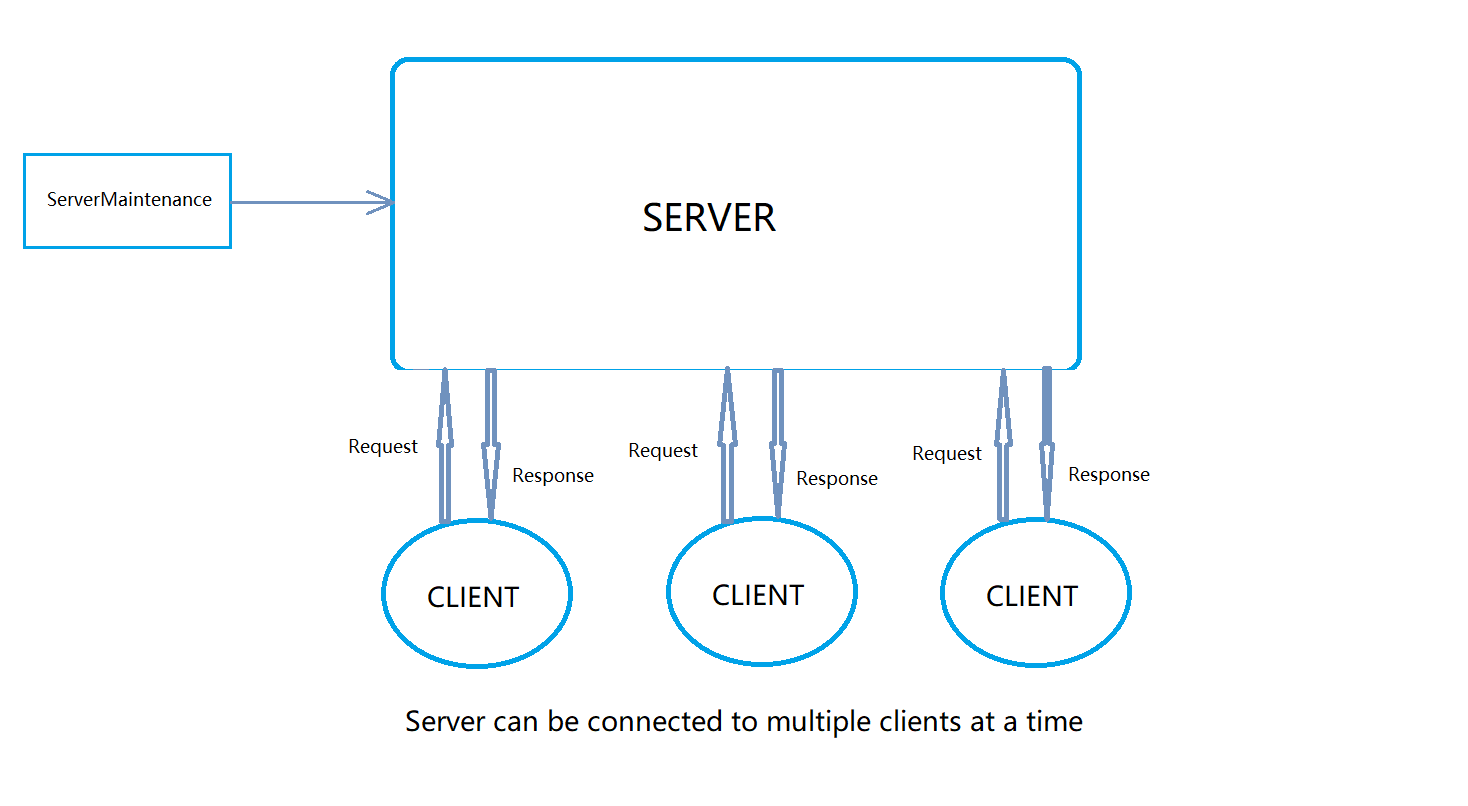 ServerMaintenance
SERVER
Request
Response
Request
Response
Request
Response
CLIENT
CLIENT
CLIENT
Server can be connected to multiple clients at a time